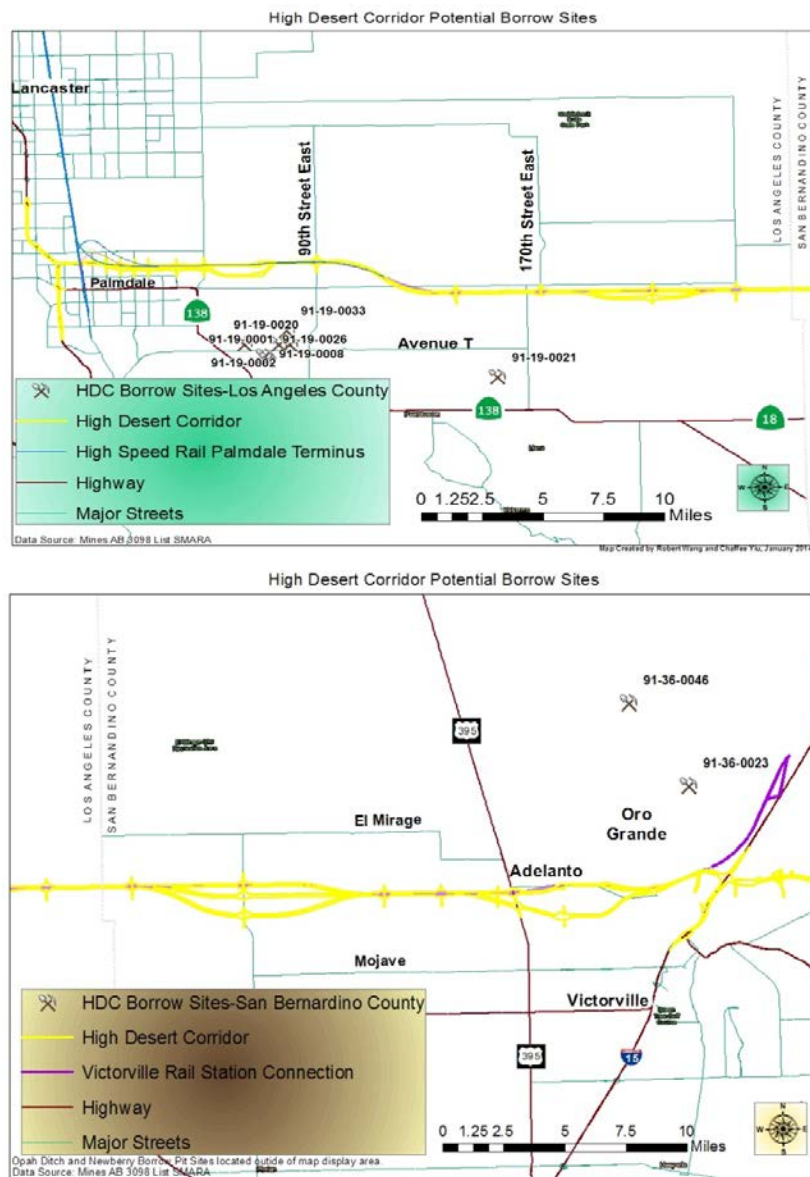 High Desert Corridor Potential Borrow Sites
Lancaster
LOS ANGELES COUNTY
SAN BERNANDINO COUNTY
90th Street East
170th Street East
Palmdale
138
91-19-0033
91-19-0020
91-19-0001
91-19-0026
91-19-0008
91-19-0002
Avenue T
91-19-0021
138
18
HDC Borrow Sites-Los Angeles County
High Desert Corridor
High Speed Rail Palmdale Terminus
Highway
Major Streets
0 1.25 2.5 5 7.5 10
Miles
N
W E
S
Data Source: Mines AB 3098 List SMARA
Map Created by Robert Wang and Chaffee Yiu, January 201
High Desert Corridor Potential Borrow Sites
LOS ANGELES COUNTY
SAN BERNANDINO COUNTY
91-36-0046
395
91-36-0023
El Mirage
Oro
Grande
Adelanto
Mojave
Victorville
395
15
HDC Borrow Sites-San Bernardino County
High Desert Corridor
Victorville Rail Station Connection
Highway
Major Streets
0 1.25 2.5 5 7.5 10
Miles
N
W E
S
Opah Ditch and Newberry Borrow Pit Sites located outide of map display area.
Data Source: Mines AB 3098 List SMARA